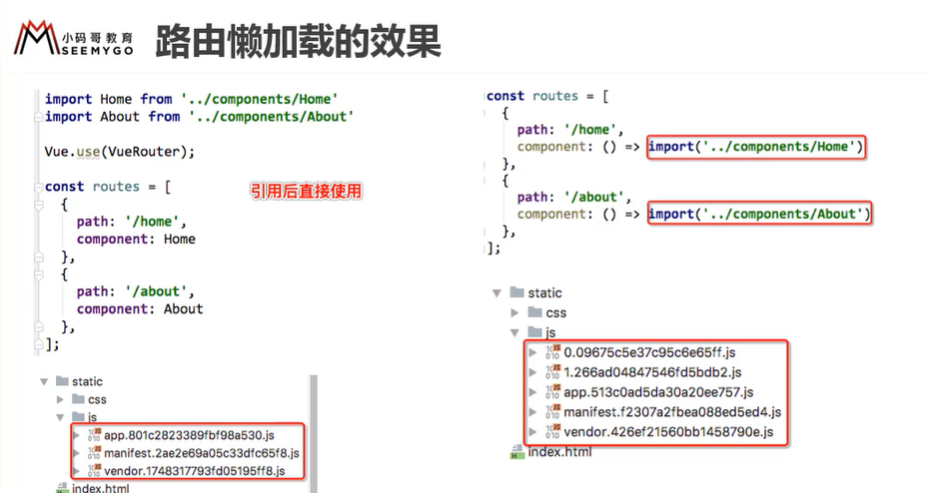 小码哥教育
SEEMYGO
路由懒加载的效果
import Home from '../components/Home'
import About from '../components/About'
Vue.use(VueRouter);
const routes = [
{
path: '/home',
component: Home
},
{
path: '/about',
component: About
},
];
引用后直接使用
static
css
js
app.801c2823389fbf98a530.js
manifest.2ae2e69a05c33dfc65f8.js
vendor.1748317793fd05195ff8.js
index.html
const routes = [
{
path: '/home',
component: () => import('../components/Home')
},
{
path: '/about',
component: () => import('../components/About')
},
];
static
css
js
0.09675c5e37c95c6e65ff.js
1.266ad04847546fd5bdb2.js
app.513c0ad5da30a20ee757.js
manifest.f2307a2fbea088ed5ed4.js
vendor.426ef21560bb1458790e.js
index.html